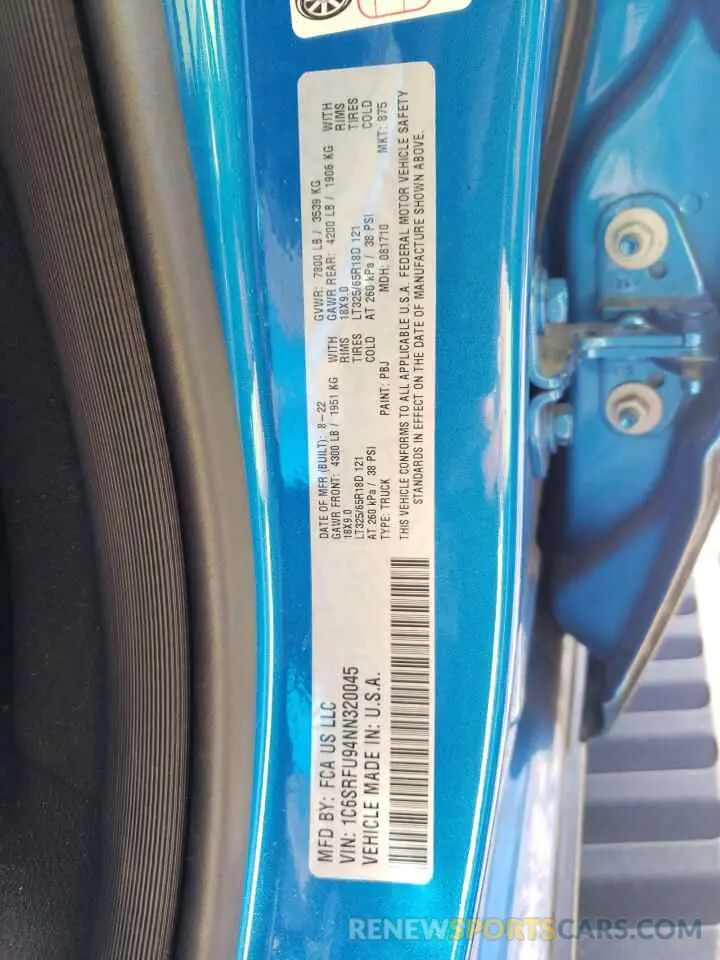 MFD BY: FCA US LLC
VIN: 1C6SRFU94NN320045
VEHICLE MADE IN: U.S.A.
DATE OF MFR (BUILT): 8-22
GVWR: 7800 LB / 3539 KG
GAWR FRONT: 4300 LB / 1951 KG WITH
GAWR REAR: 4200 LB / 1906 KG WITH
18X9.0 RIMS
18X9.0 RIMS
LT325/65R18D 121 TIRES
LT325/65R18D 121 TIRES
AT 260 kPa / 38 PSI COLD
AT 260 kPa / 38 PSI COLD
TYPE: TRUCK PAINT: PBJ MDH: 081710 MKT: 875
THIS VEHICLE CONFORMS TO ALL APPLICABLE U.S.A. FEDERAL MOTOR VEHICLE SAFETY
STANDARDS IN EFFECT ON THE DATE OF MANUFACTURE SHOWN ABOVE.
RENEWSPORTSCARS.COM